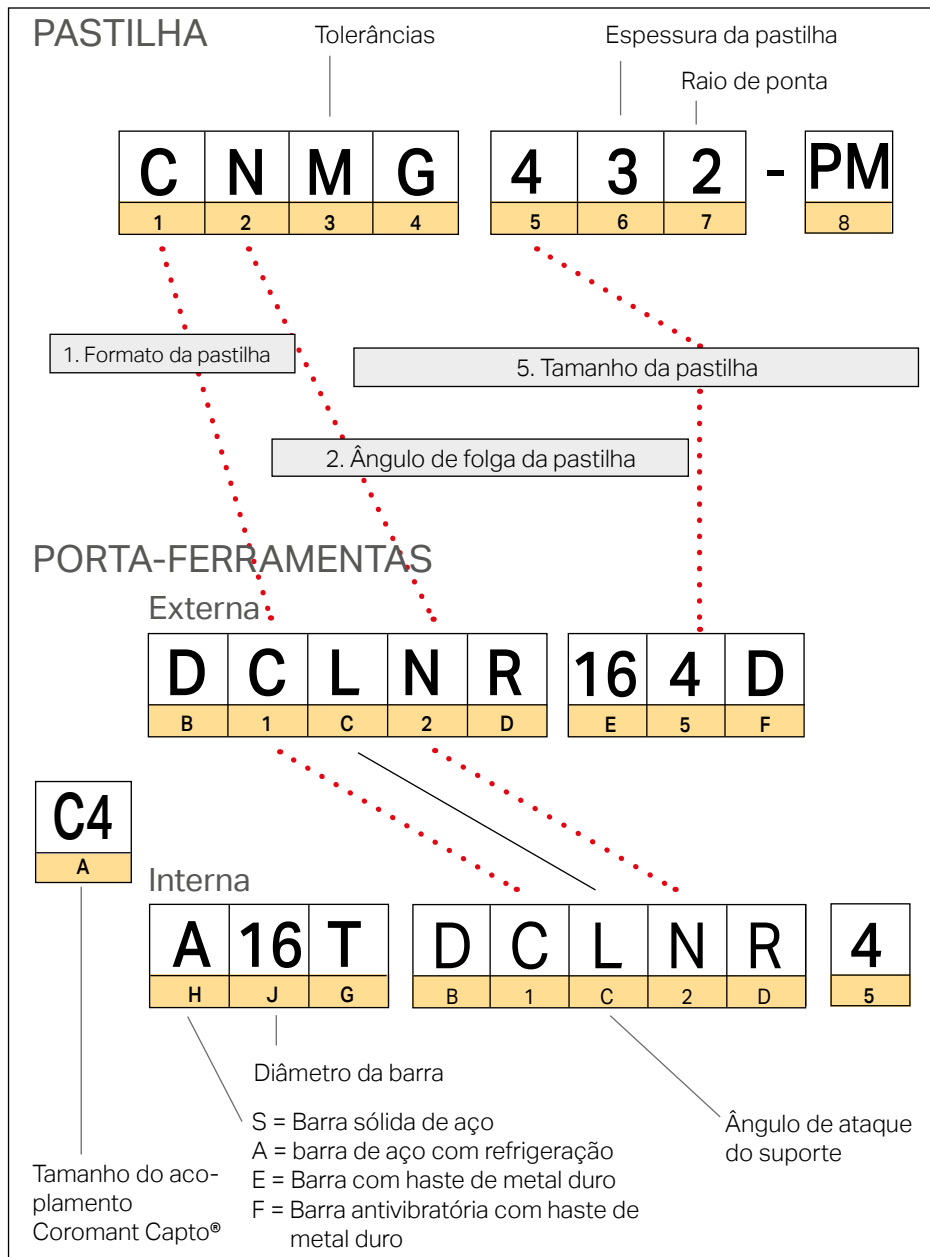 PASTILHA
Tolerâncias
Espessura da pastilha
Raio de ponta
C N M G 4 3 2 - PM
1 2 3 4 5 6 7 8
1. Formato da pastilha
5. Tamanho da pastilha
2. Ângulo de folga da pastilha
PORTA-FERRAMENTAS
Externa
D C L N R 16 4 D
B 1 C 2 D E 5 F
C4
A
Interna
A 16 T D C L N R 4
H J G B 1 C 2 D 5
Diâmetro da barra
S = Barra sólida de aço
A = barra de aço com refrigeração
E = Barra com haste de metal duro
F = Barra antivibratória com haste de
metal duro
Ângulo de ataque
do suporte
Tamanho do aco-
plamento
Coromant Capto®